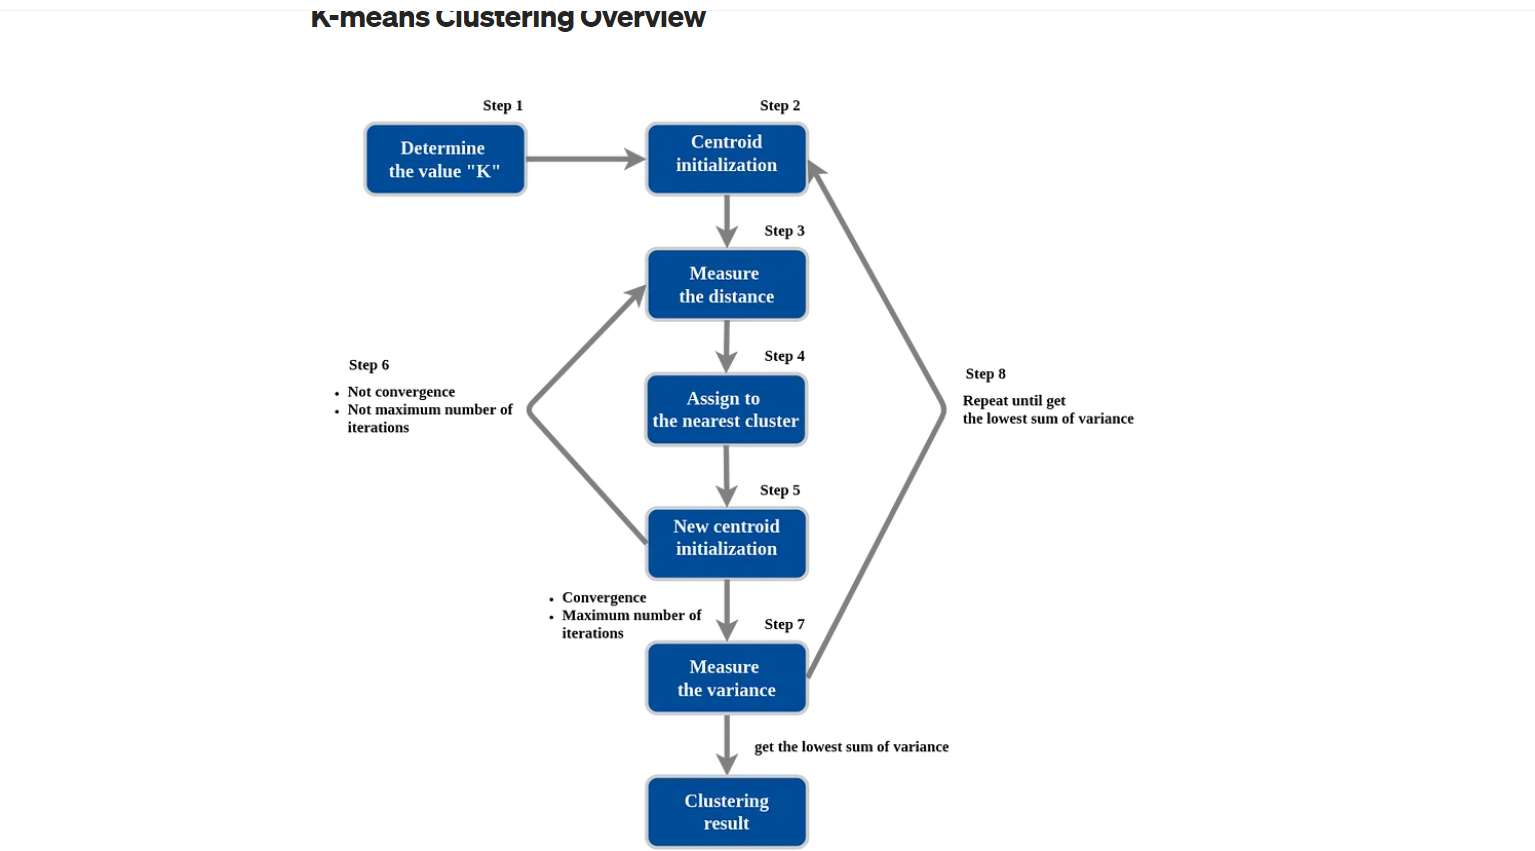 K-means Clustering Overview
Step 1
Determine
the value "K"
Step 2
Centroid
initialization
Step 3
Measure
the distance
Step 4
Assign to
the nearest cluster
Step 5
New centroid
initialization
Step 6
• Not convergence
• Not maximum number of
iterations
• Convergence
• Maximum number of
iterations
Step 7
Measure
the variance
Step 8
Repeat until get
the lowest sum of variance
get the lowest sum of variance
Clustering
result